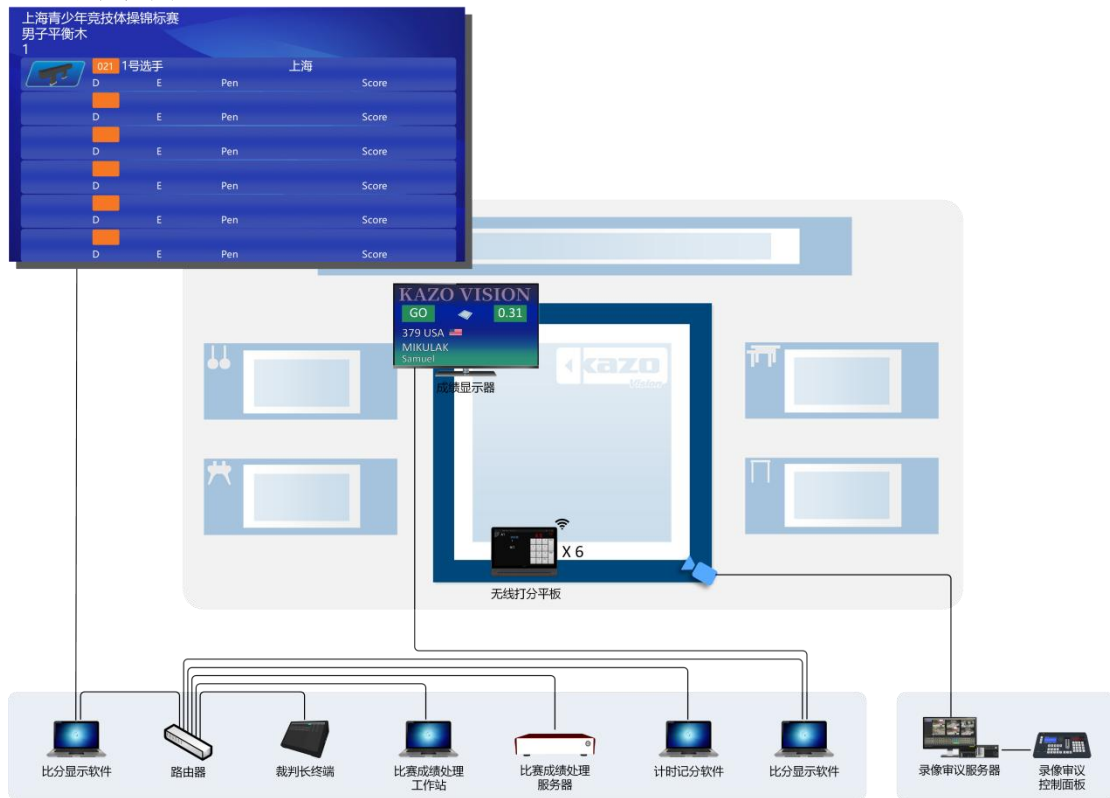 上海青少年竞技体操锦标赛
男子平衡木
1
021 1号选手 上海
D E Pen Score
D E Pen Score
D E Pen Score
D E Pen Score
D E Pen Score
D E Pen Score
KAZO VISION
GO 0.31
379 USA
MIKULAK
Samuel
成绩显示器
kazo
Vision
X 6
无线打分平板
比分显示软件
路由器
裁判长终端
比赛成绩处理
工作站
比赛成绩处理
服务器
计时记分软件
比分显示软件
录像审议服务器
录像审议
控制面板